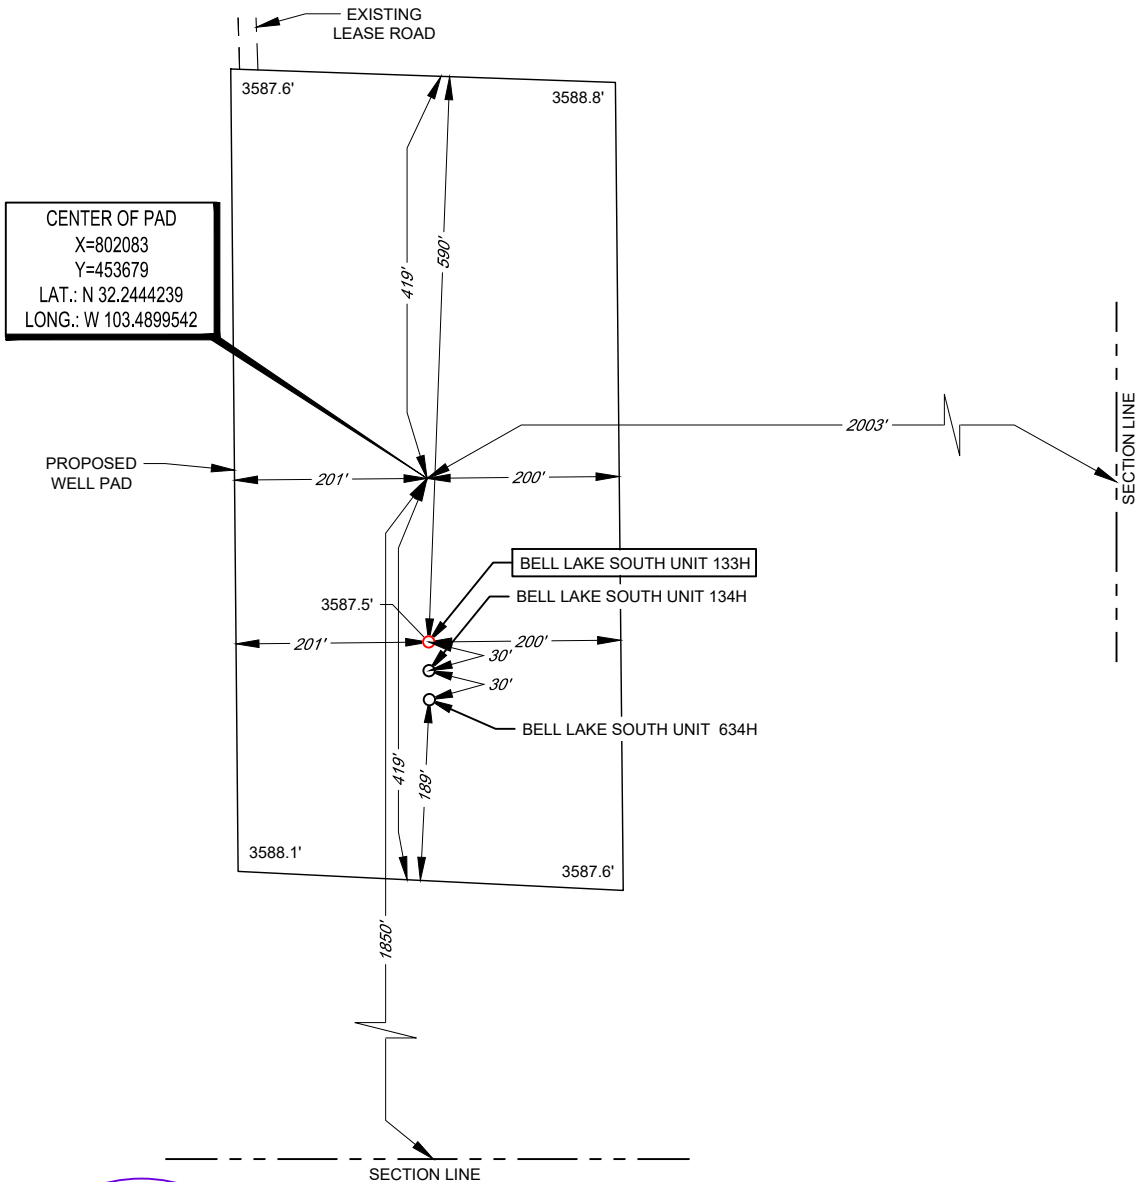 EXISTING
LEASE ROAD
3587.6'
3588.8'
CENTER OF PAD
X=802083
Y=453679
LAT.: N 32.2444239
LONG.: W 103.4899542
419'
590'
SECTION LINE
2003'
PROPOSED
WELL PAD
201'
200'
BELL LAKE SOUTH UNIT 133H
BELL LAKE SOUTH UNIT 134H
3587.5'
201'
200'
30'
30'
BELL LAKE SOUTH UNIT 634H
419'
189'
3588.1'
3587.6'
1850'
SECTION LINE